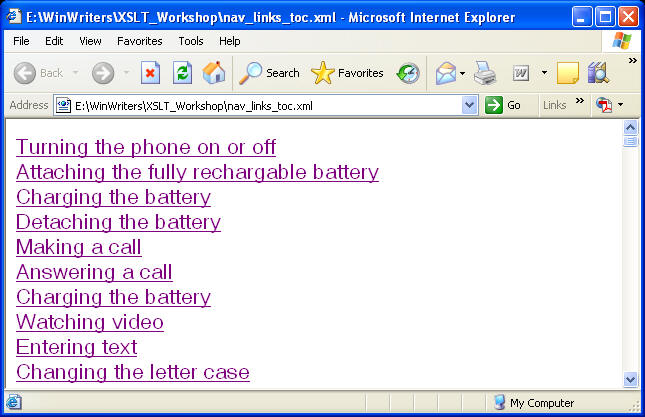 E:\WinWriters\XSLT_Workshop\nav_links_toc.xml - Microsoft Internet Explorer
File Edit View Favorites Tools Help
Back Search Favorites W »
Address E:\WinWriters\XSLT_Workshop\nav_links_toc.xml Go Links »
Turning the phone on or off
Attaching the fully rechargable battery
Charging the battery
Detaching the battery
Making a call
Answering a call
Charging the battery
Watching video
Entering text
Changing the letter case
My Computer